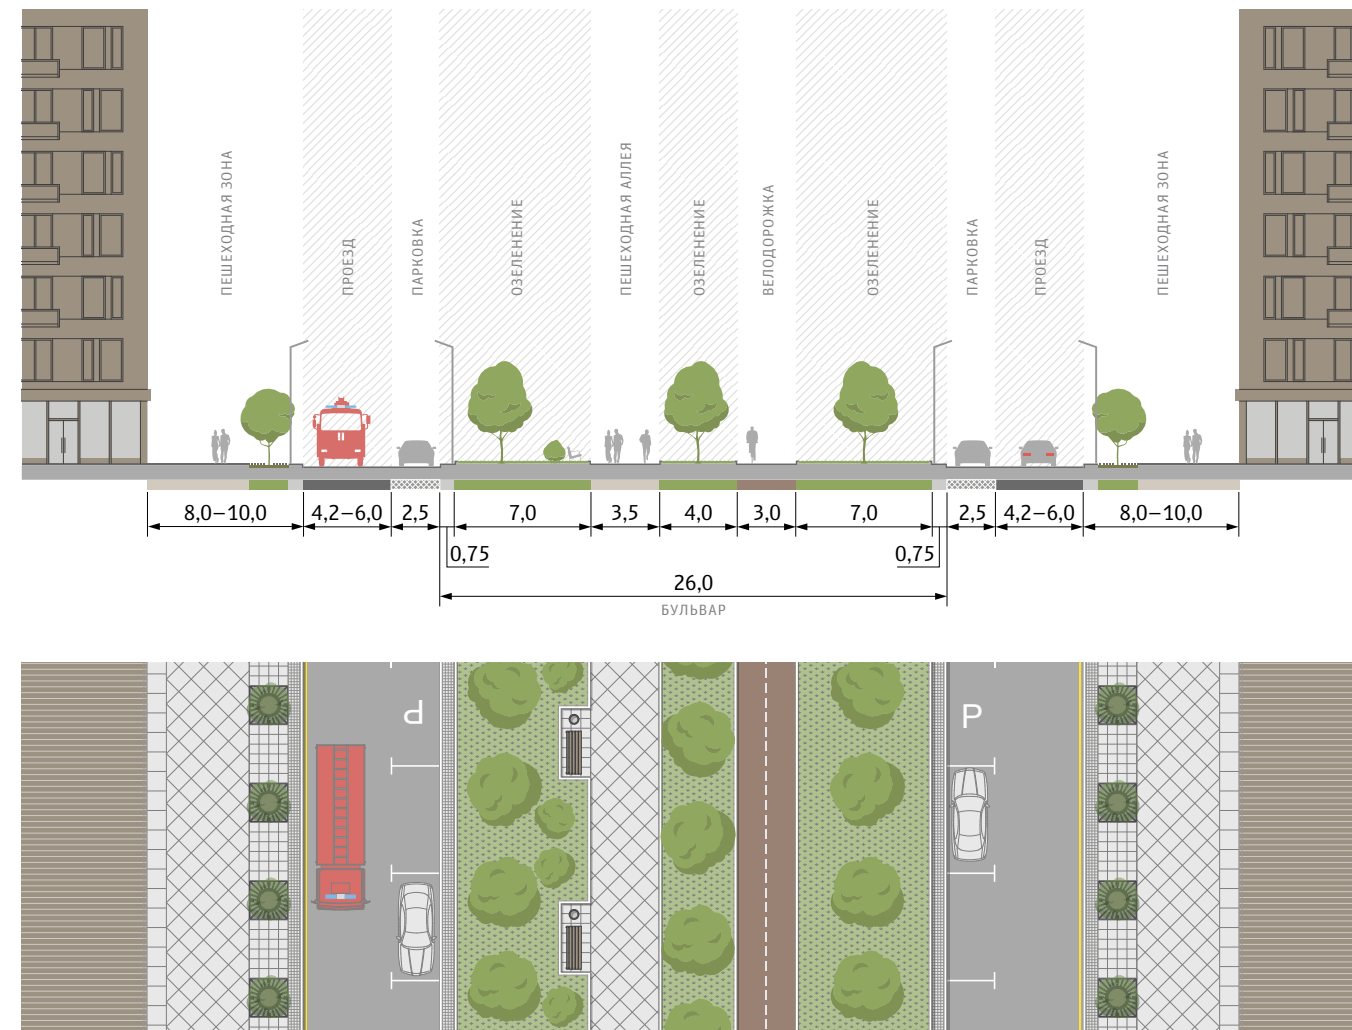 ПЕШЕХОДНАЯ ЗОНА
ПРОЕЗД
ПАРКОВКА
ОЗЕЛЕНЕНИЕ
ПЕШЕХОДНАЯ АЛЛЕЯ
ОЗЕЛЕНЕНИЕ
ВЕЛОДОРОЖКА
ОЗЕЛЕНЕНИЕ
ПАРКОВКА
ПРОЕЗД
ПЕШЕХОДНАЯ ЗОНА
8,0–10,0 4,2–6,0 2,5 7,0 3,5 4,0 3,0 7,0 2,5 4,2–6,0 8,0–10,0
0,75 0,75
26,0
БУЛЬВАР
P P